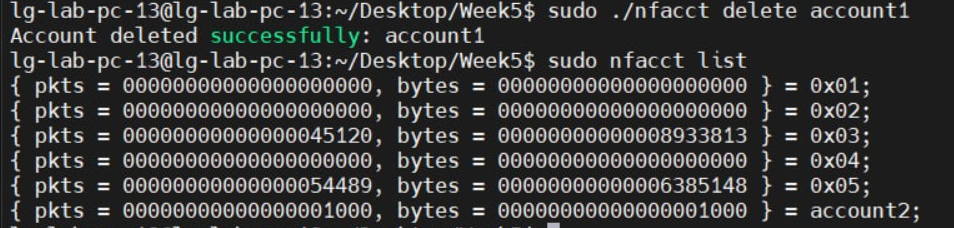 lg-lab-pc-13@lg-lab-pc-13:~/Desktop/Week5$ sudo ./nfacct delete account1
Account deleted successfully: account1
lg-lab-pc-13@lg-lab-pc-13:~/Desktop/Week5$ sudo nfacct list
{ pkts = 00000000000000000000, bytes = 00000000000000000000 } = 0x01;
{ pkts = 00000000000000000000, bytes = 00000000000000000000 } = 0x02;
{ pkts = 00000000000000045120, bytes = 00000000000008933813 } = 0x03;
{ pkts = 00000000000000000000, bytes = 00000000000000000000 } = 0x04;
{ pkts = 00000000000000054489, bytes = 00000000000006385148 } = 0x05;
{ pkts = 00000000000000001000, bytes = 00000000000000001000 } = account2;